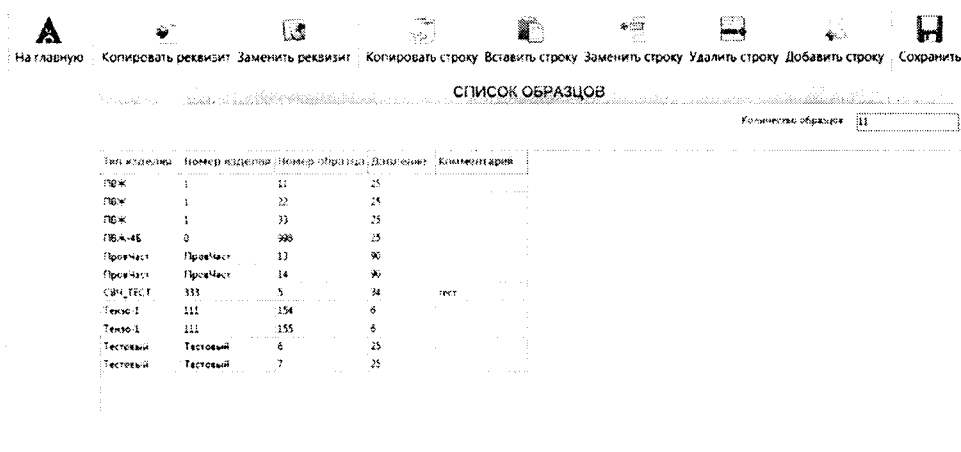 На главную Копировать реквизит Заменить реквизит Копировать строку Вставить строку Заменить строку Удалить строку Добавить строку Сохранить
СПИСОК ОБРАЗЦОВ
Количество образцов 11
Тип изделия Номер изделия Номер образца Давление Комментарий
ПВЖ 1 11 25
ПВЖ 1 22 25
ПВЖ 1 33 25
ПВЖ-4Б 0 998 25
ПровЧаст ПровЧаст 13 90
ПровЧаст ПровЧаст 14 90
СВЧ_ТЕСТ 333 5 34 тест
Тензо-1 111 154 6
Тензо-1 111 155 6
Тестовый Тестовый 6 25
Тестовый Тестовый 7 25